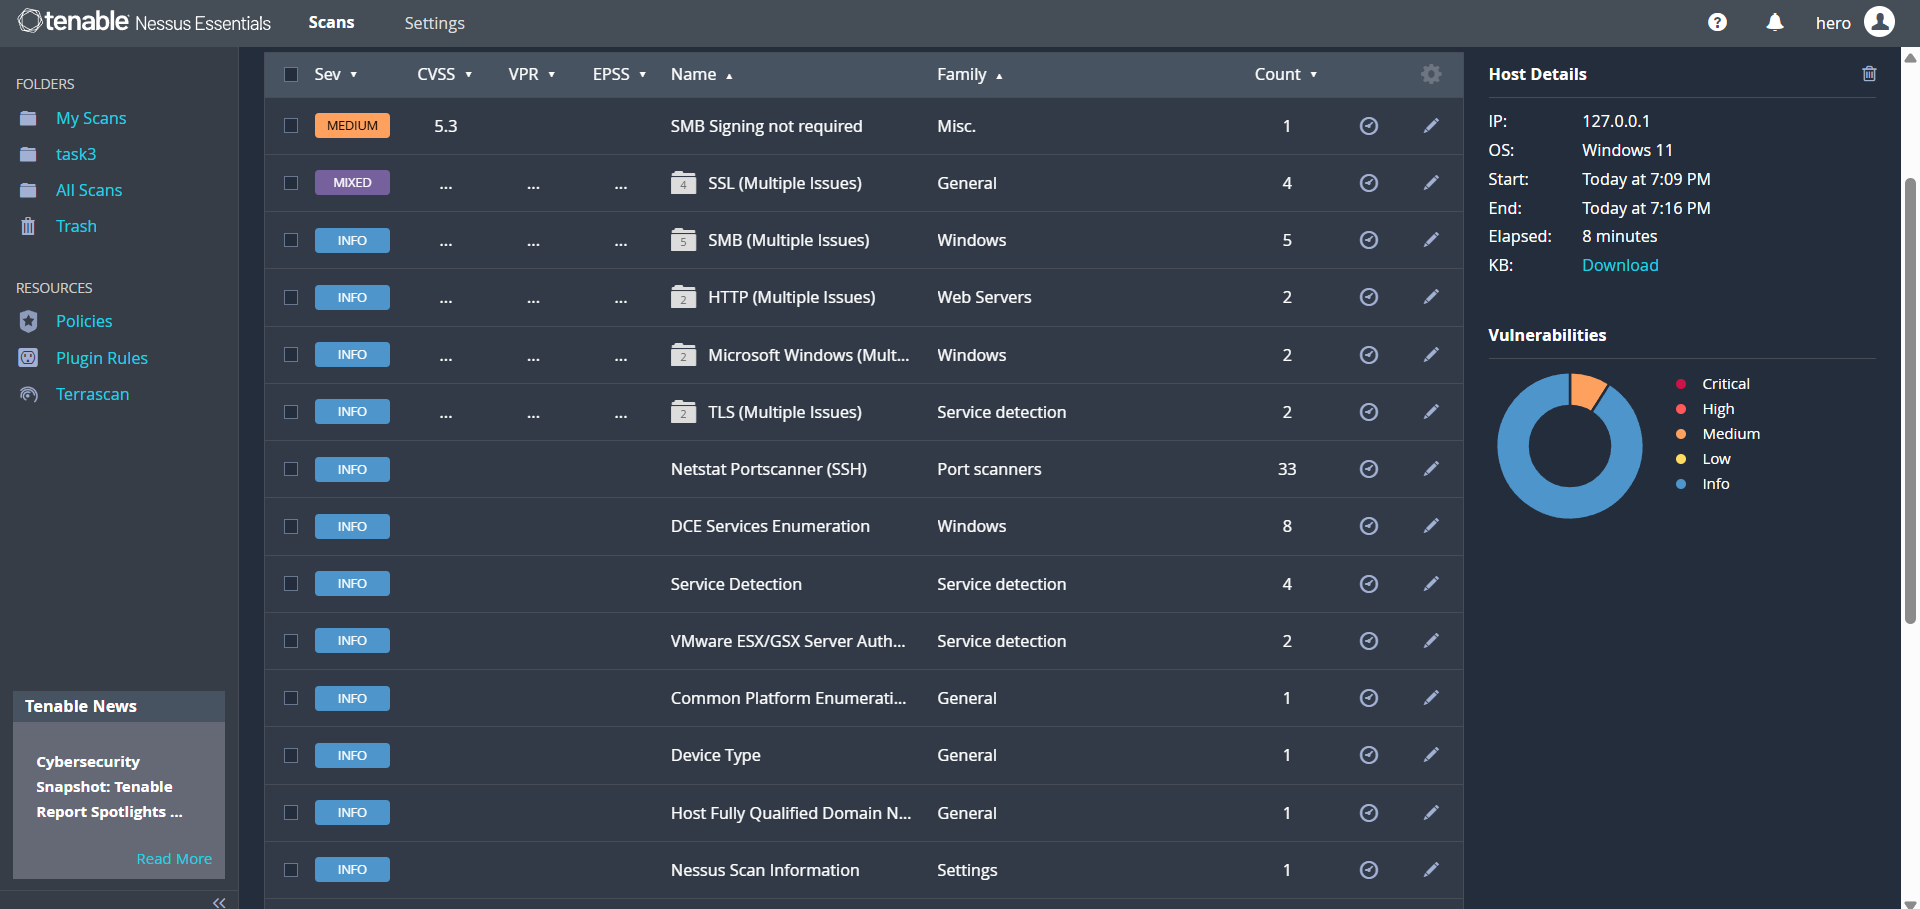 tenable Nessus Essentials Scans Settings ? hero
FOLDERS
My Scans
task3
All Scans
Trash
RESOURCES
Policies
Plugin Rules
Terrascan
Tenable News
Cybersecurity
Snapshot: Tenable
Report Spotlights ...
Read More
Sev CVSS VPR EPSS Name Family Count
MEDIUM 5.3 SMB Signing not required Misc. 1
MIXED ... ... ... 4 SSL (Multiple Issues) General 4
INFO ... ... ... 5 SMB (Multiple Issues) Windows 5
INFO ... ... ... 2 HTTP (Multiple Issues) Web Servers 2
INFO ... ... ... 2 Microsoft Windows (Mult... Windows 2
INFO ... ... ... 2 TLS (Multiple Issues) Service detection 2
INFO Netstat Portscanner (SSH) Port scanners 33
INFO DCE Services Enumeration Windows 8
INFO Service Detection Service detection 4
INFO VMware ESX/GSX Server Auth... Service detection 2
INFO Common Platform Enumerati... General 1
INFO Device Type General 1
INFO Host Fully Qualified Domain N... General 1
INFO Nessus Scan Information Settings 1
Host Details
IP: 127.0.0.1
OS: Windows 11
Start: Today at 7:09 PM
End: Today at 7:16 PM
Elapsed: 8 minutes
KB: Download
Vulnerabilities
Critical
High
Medium
Low
Info